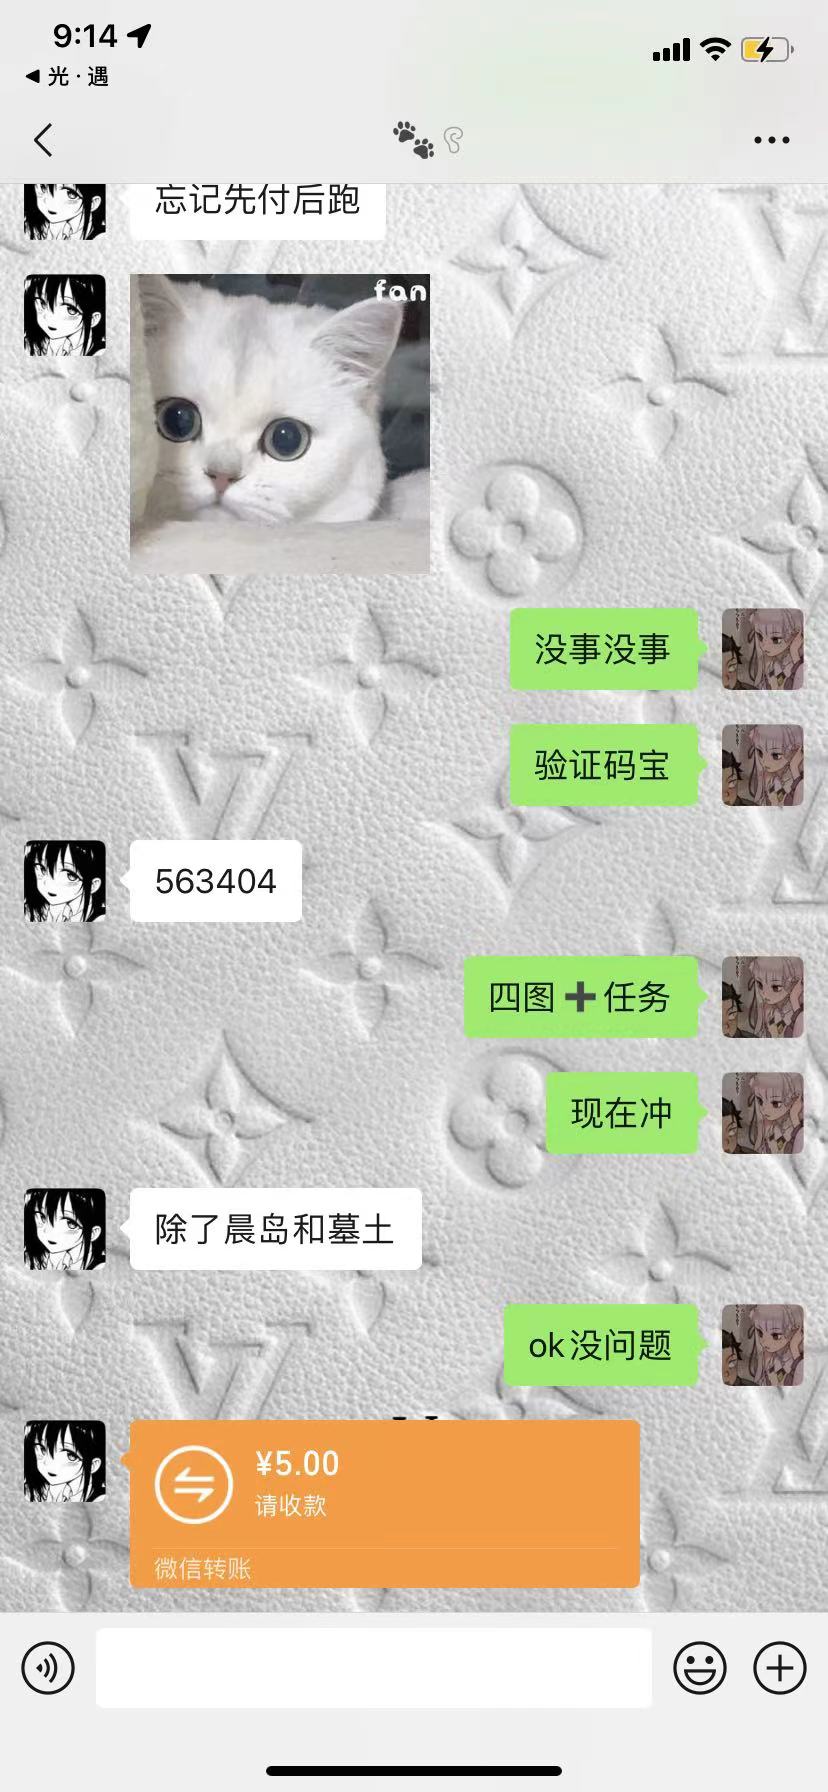 9:14
光·遇
忘记先付后跑
fan
没事没事
验证码宝
563404
四图➕任务
现在冲
除了晨岛和墓土
ok没问题
¥5.00
请收款
微信转账